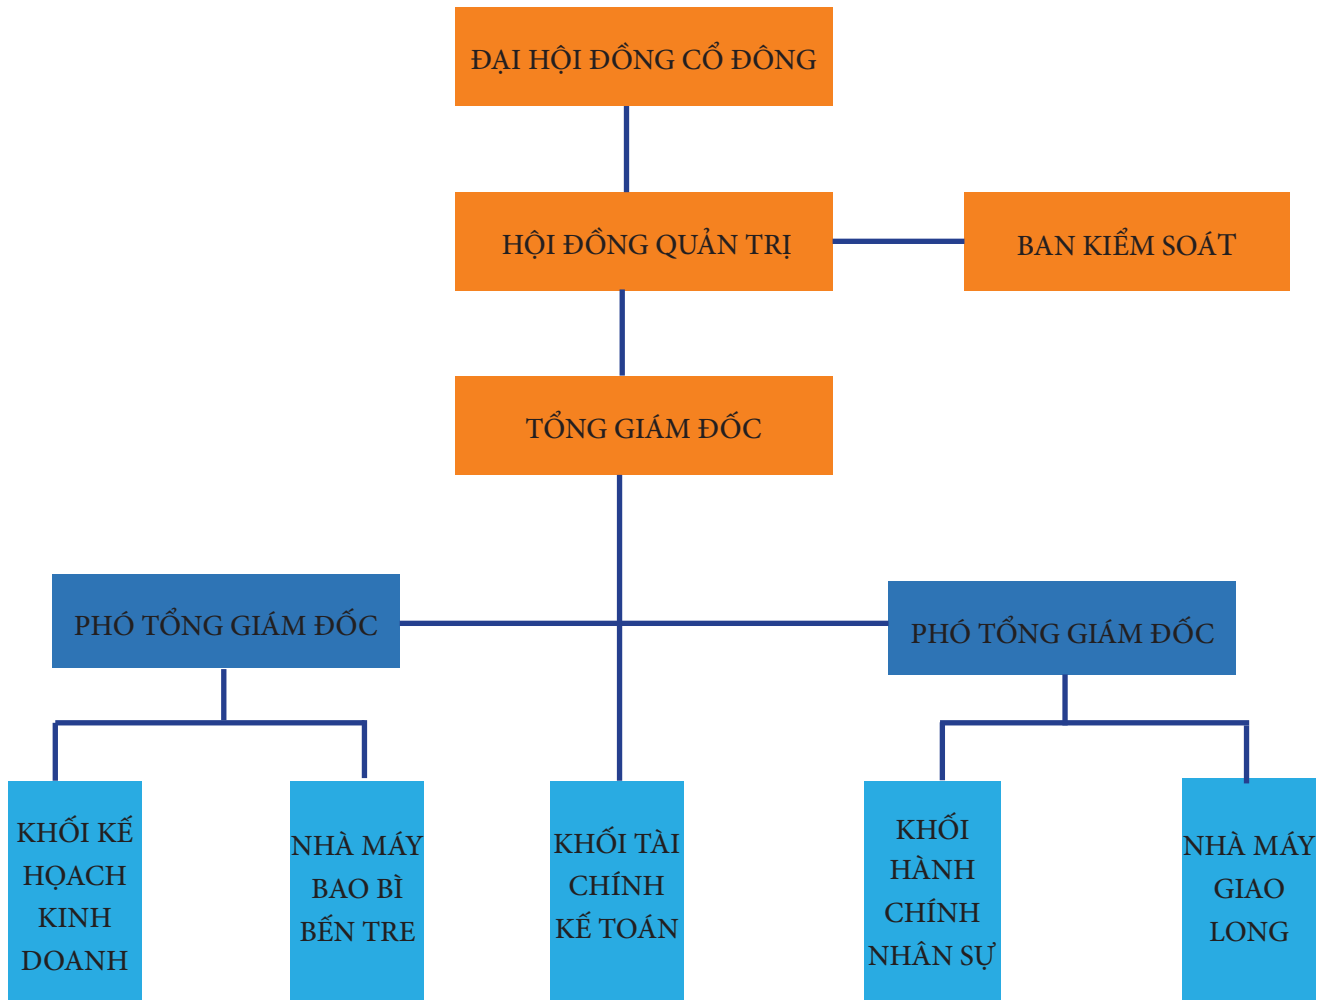 ĐẠI HỘI ĐỒNG CỔ ĐÔNG
HỘI ĐỒNG QUẢN TRỊ
BAN KIỂM SOÁT
TỔNG GIÁM ĐỐC
PHÓ TỔNG GIÁM ĐỐC
PHÓ TỔNG GIÁM ĐỐC
KHỐI KẾ
HỌACH
KINH
DOANH
NHÀ MÁY
BAO BÌ
BẾN TRE
KHỐI TÀI
CHÍNH
KẾ TOÁN
KHỐI
HÀNH
CHÍNH
NHÂN SỰ
NHÀ MÁY
GIAO
LONG